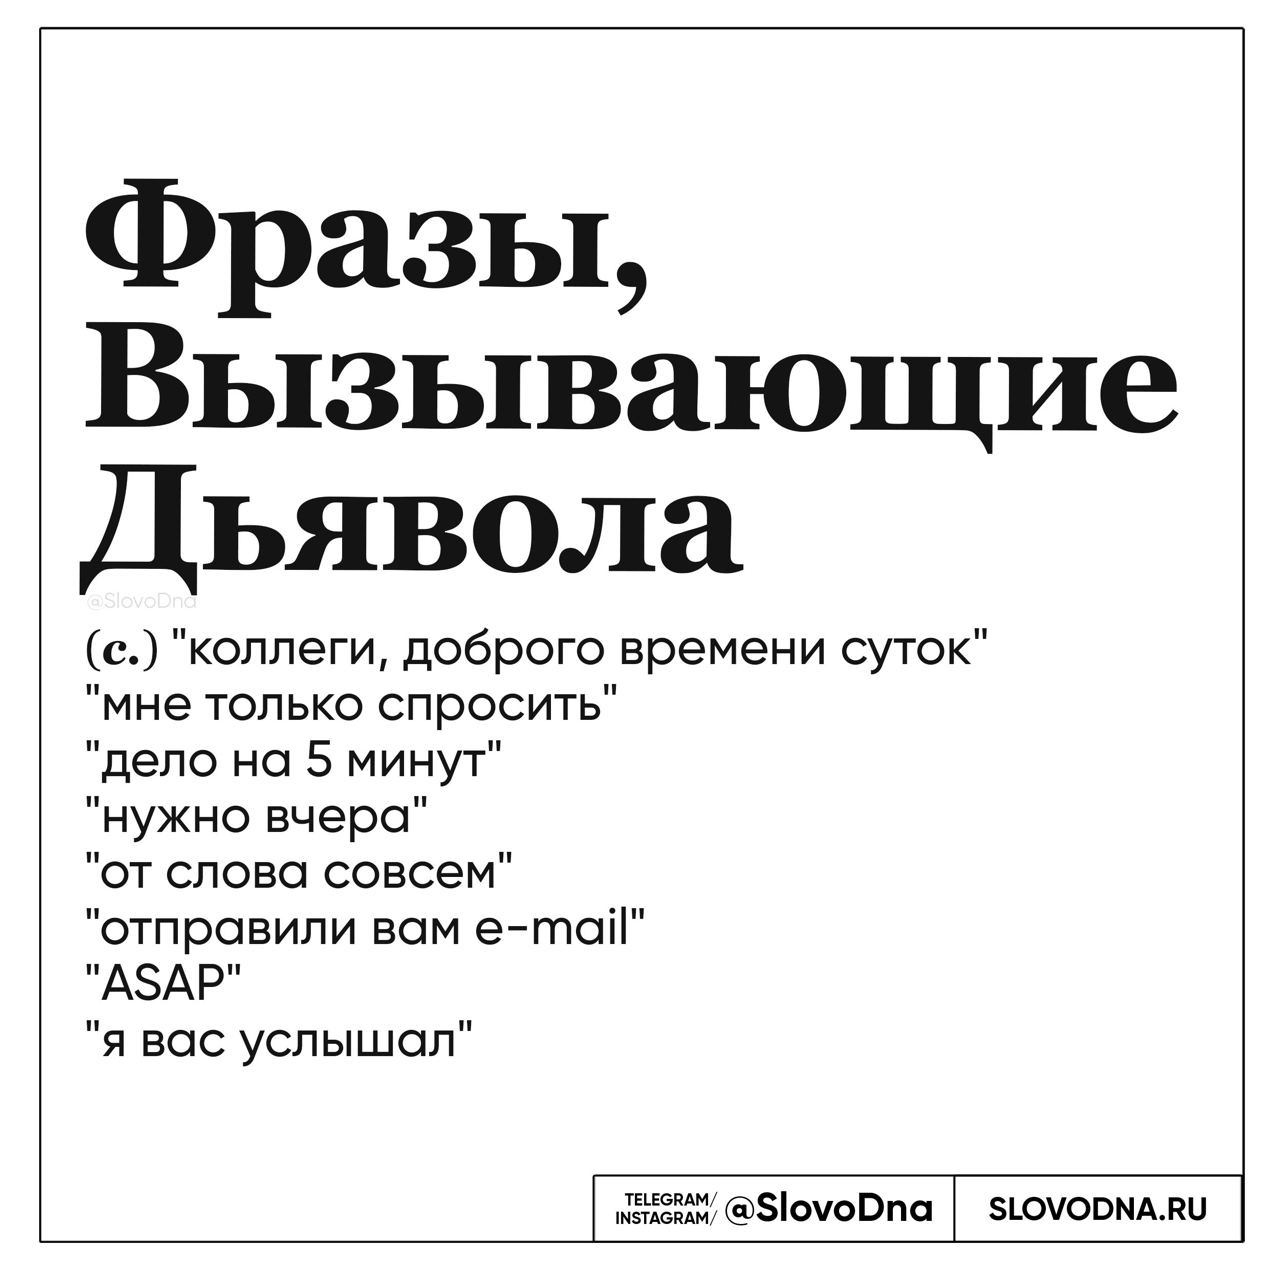 Фразы,
Вызывающие
Дьявола
@SlovoDna
(с.) "коллеги, доброго времени суток"
"мне только спросить"
"дело на 5 минут"
"нужно вчера"
"от слова совсем"
"отправили вам e-mail"
"ASAP"
"я вас услышал"
TELEGRAM/
INSTAGRAM/
@SlovoDna
SLOVODNA.RU